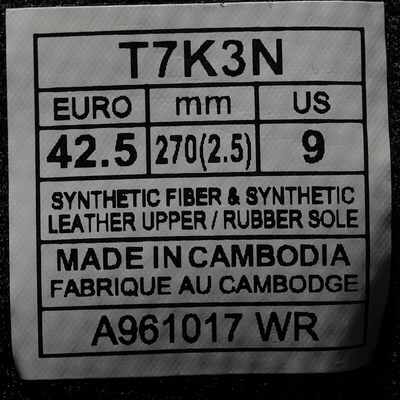 T7K3N
EURO mm US
42.5 270(2.5) 9
SYNTHETIC FIBER & SYNTHETIC
LEATHER UPPER / RUBBER SOLE
MADE IN CAMBODIA
FABRIQUE AU CAMBODGE
A961017 WR